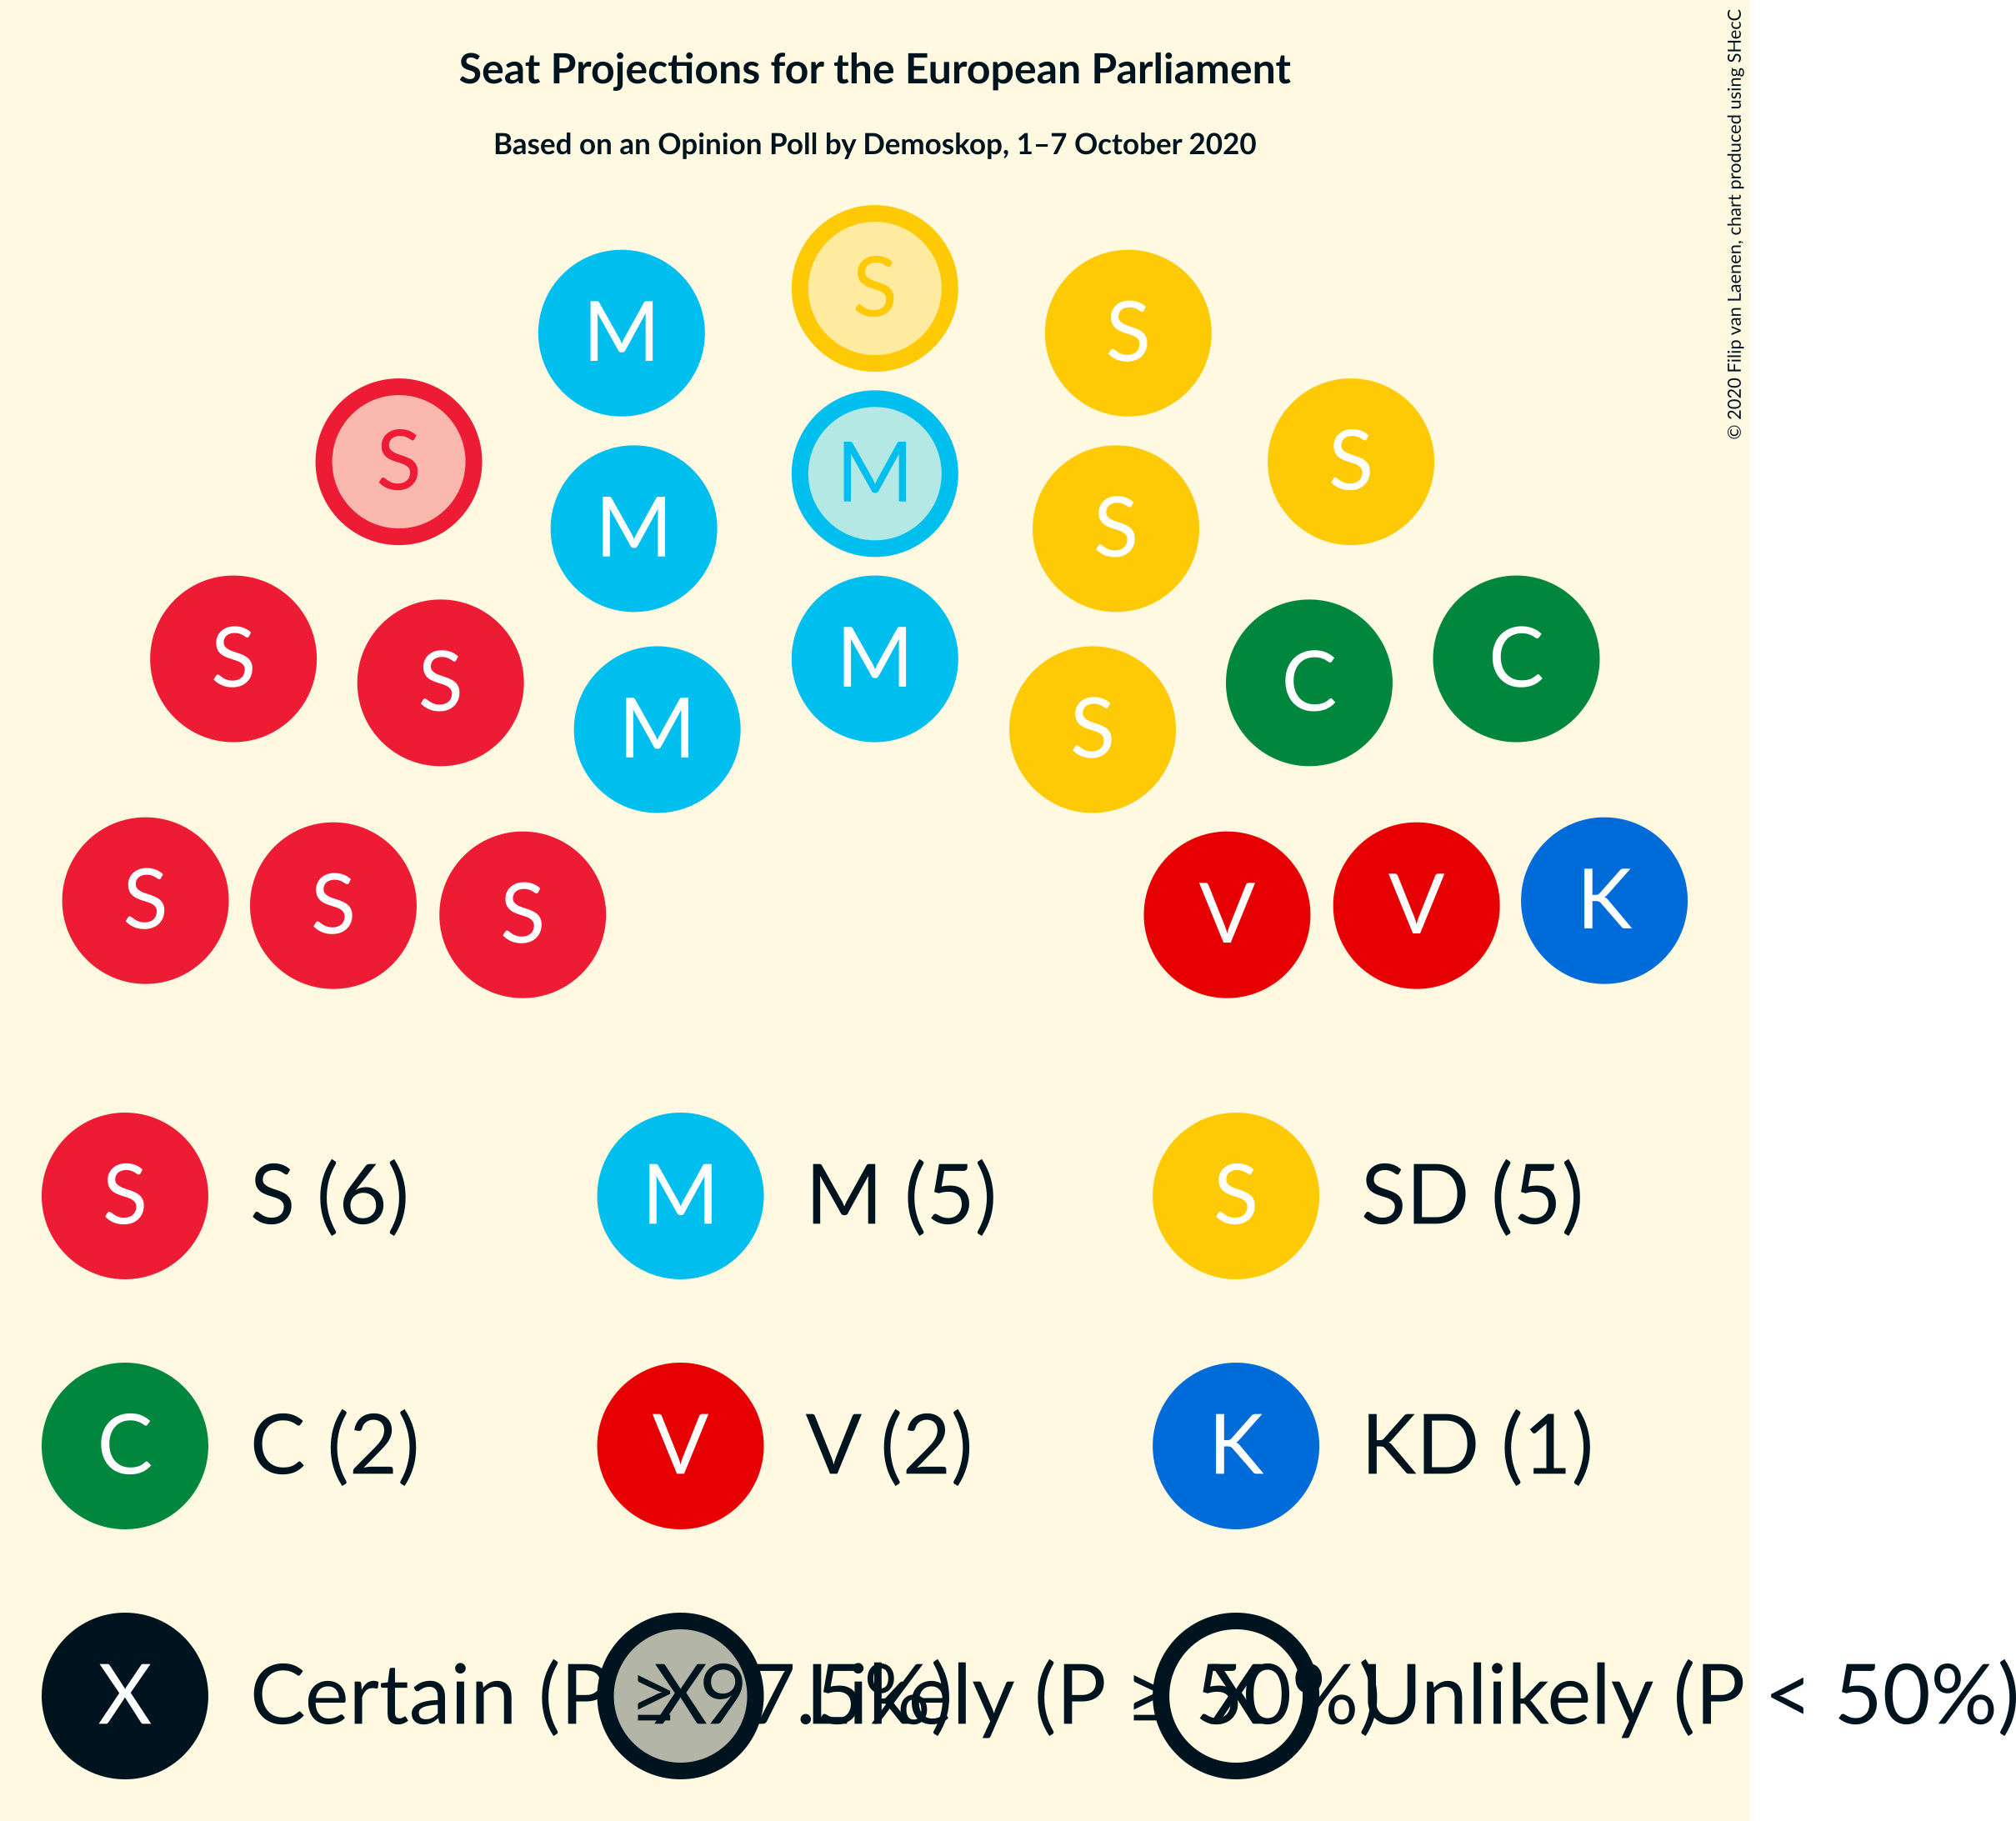 Seat Projections for the European Parliament
Based on an Opinion Poll by Demoskop, 1–7 October 2020
© 2020 Filip van Laenen, chart produced using SHecC
S
M S
M S
S M S
M S
S M C
S C
M S
S S S V V K
S S (6) M M (5) S SD (5)
C C (2) V V (2) K KD (1)
X Certain (P ≥ 97.5%) X Likely (P ≥ 50%) X Unlikely (P < 50%)